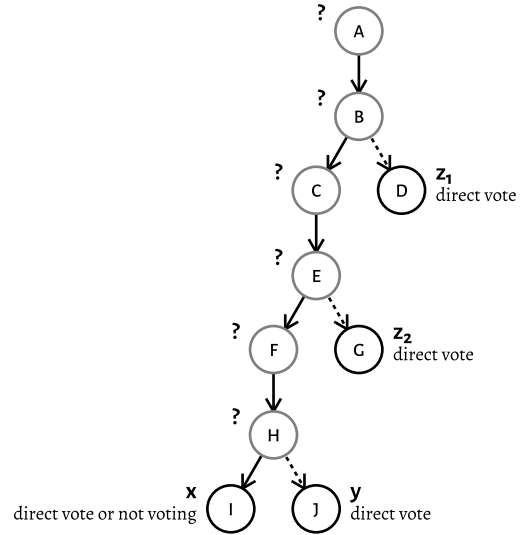 ?
A
?
B
?
C
D
z₁
direct vote
?
E
?
F
G
z₂
direct vote
?
H
x
direct vote or not voting
I
J
y
direct vote